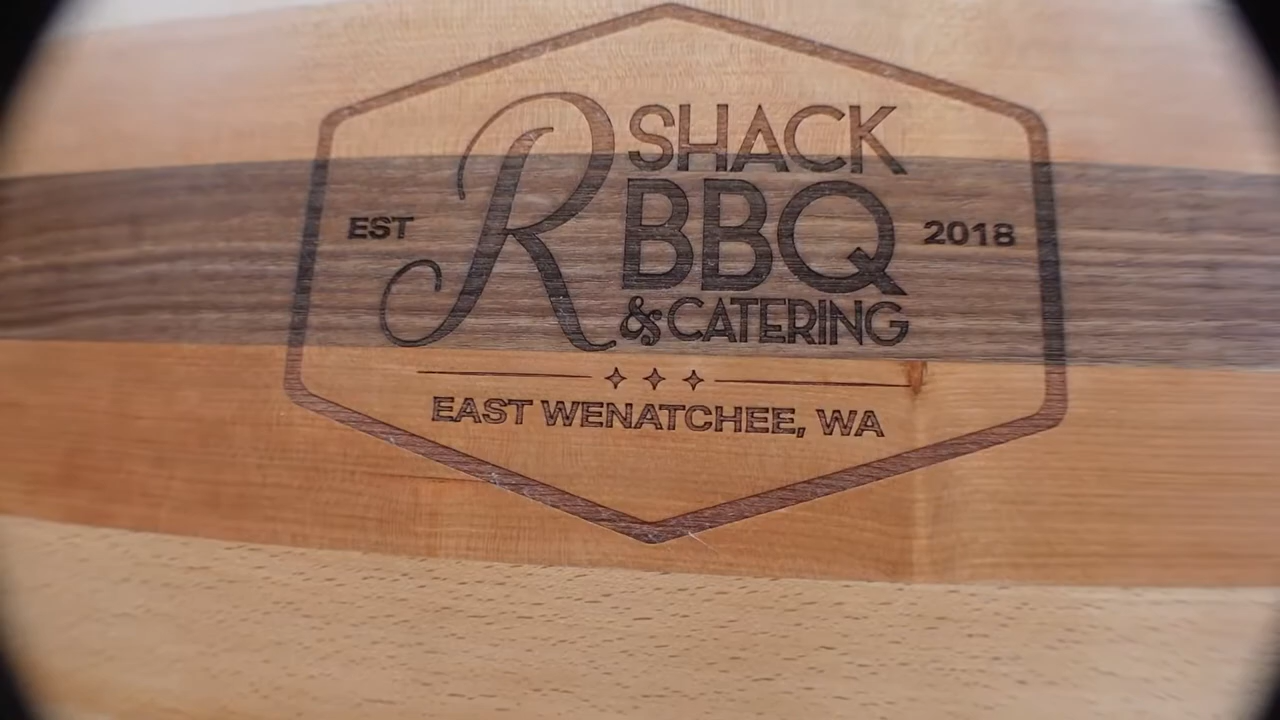 R SHACK
BBQ
& CATERING
EST
2018
EAST WENATCHEE, WA